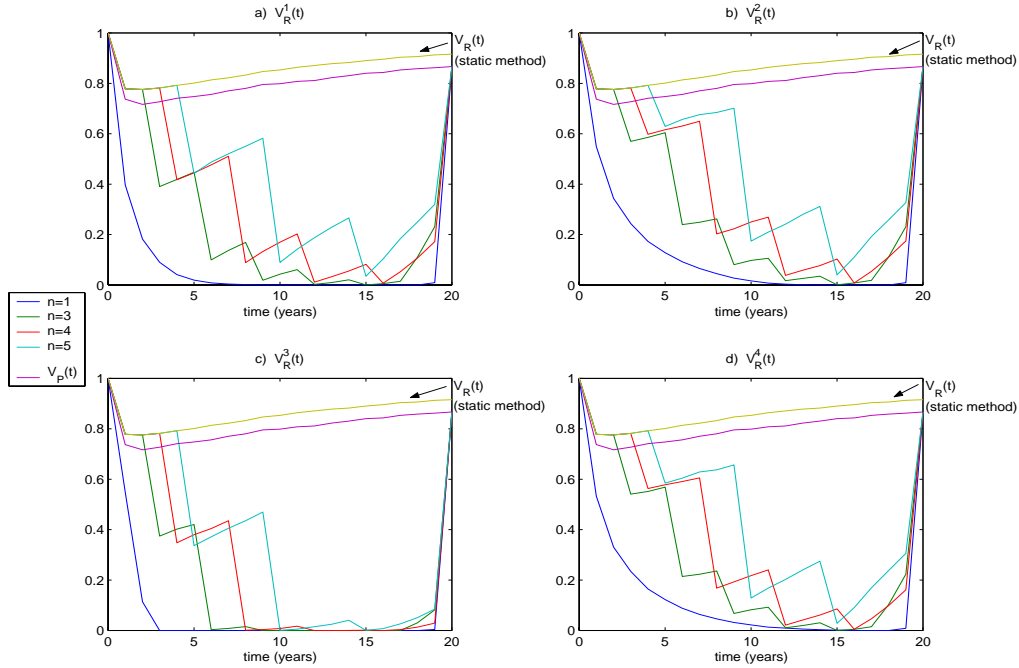 a) V_R^1(t)
1
0.8
0.6
0.4
0.2
0
0 5 10 15 20
time (years)
V_R(t)
(static method)
b) V_R^2(t)
1
0.8
0.6
0.4
0.2
0
0 5 10 15 20
time (years)
V_R(t)
(static method)
n=1
n=3
n=4
n=5
V_P(t)
c) V_R^3(t)
1
0.8
0.6
0.4
0.2
0
0 5 10 15 20
time (years)
V_R(t)
(static method)
d) V_R^4(t)
1
0.8
0.6
0.4
0.2
0
0 5 10 15 20
time (years)
V_R(t)
(static method)